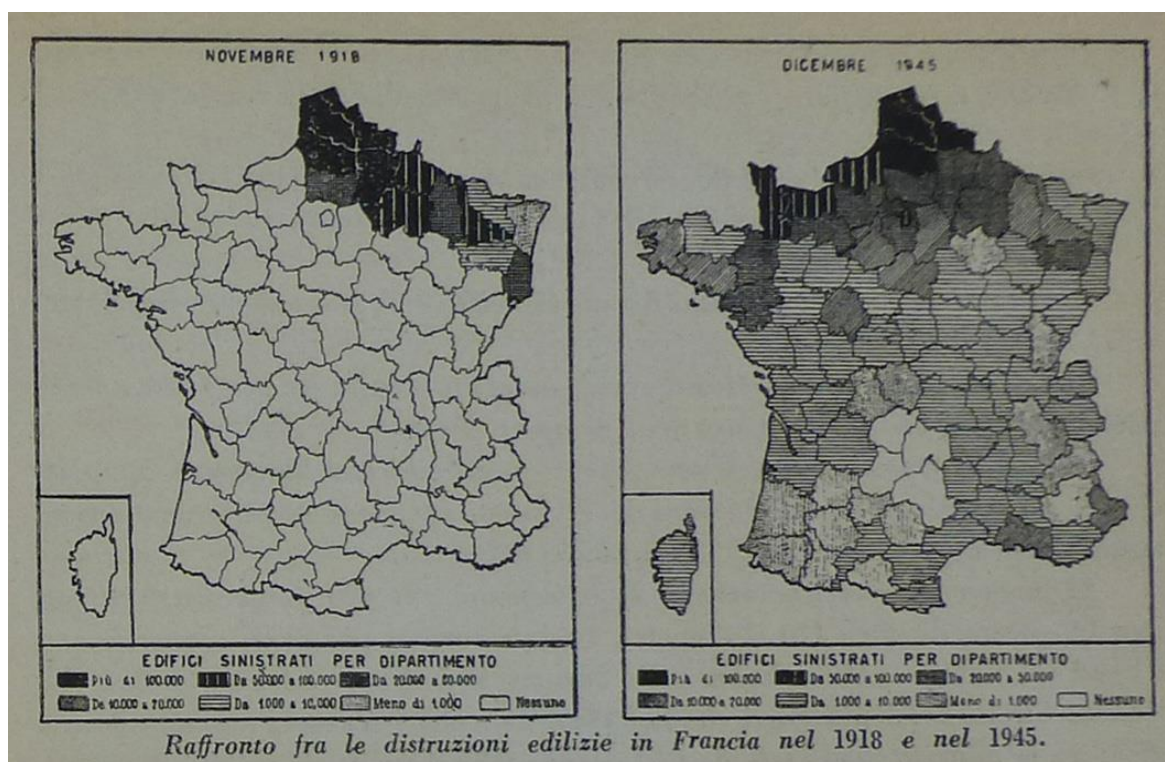 NOVEMBRE 1918
EDIFICI SINISTRATI PER DIPARTIMENTO
Più di 100.000 Da 50.000 a 100.000 Da 20.000 a 50.000
Da 10.000 a 20.000 Da 1.000 a 10.000 Meno di 1.000 Nessuno
DICEMBRE 1945
EDIFICI SINISTRATI PER DIPARTIMENTO
Più di 100.000 Da 50.000 a 100.000 Da 20.000 a 50.000
Da 10.000 a 20.000 Da 1.000 a 10.000 Meno di 1.000 Nessuno
Raffronto fra le distruzioni edilizie in Francia nel 1918 e nel 1945.